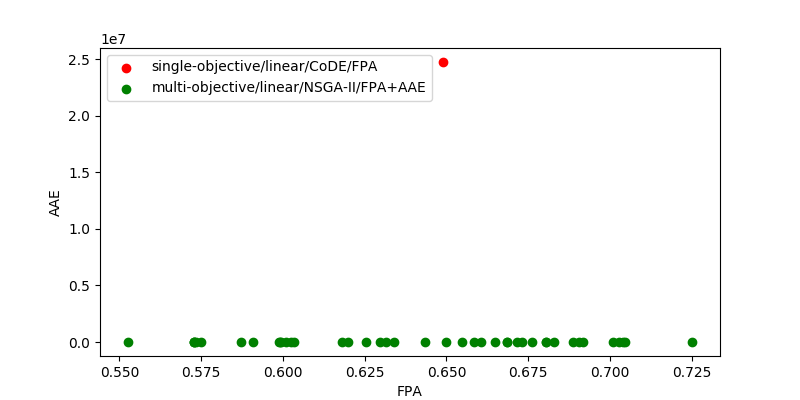 1e7
2.5
2.0
1.5
1.0
0.5
0.0
AAE
single-objective/linear/CoDE/FPA
multi-objective/linear/NSGA-II/FPA+AAE
0.550 0.575 0.600 0.625 0.650 0.675 0.700 0.725
FPA